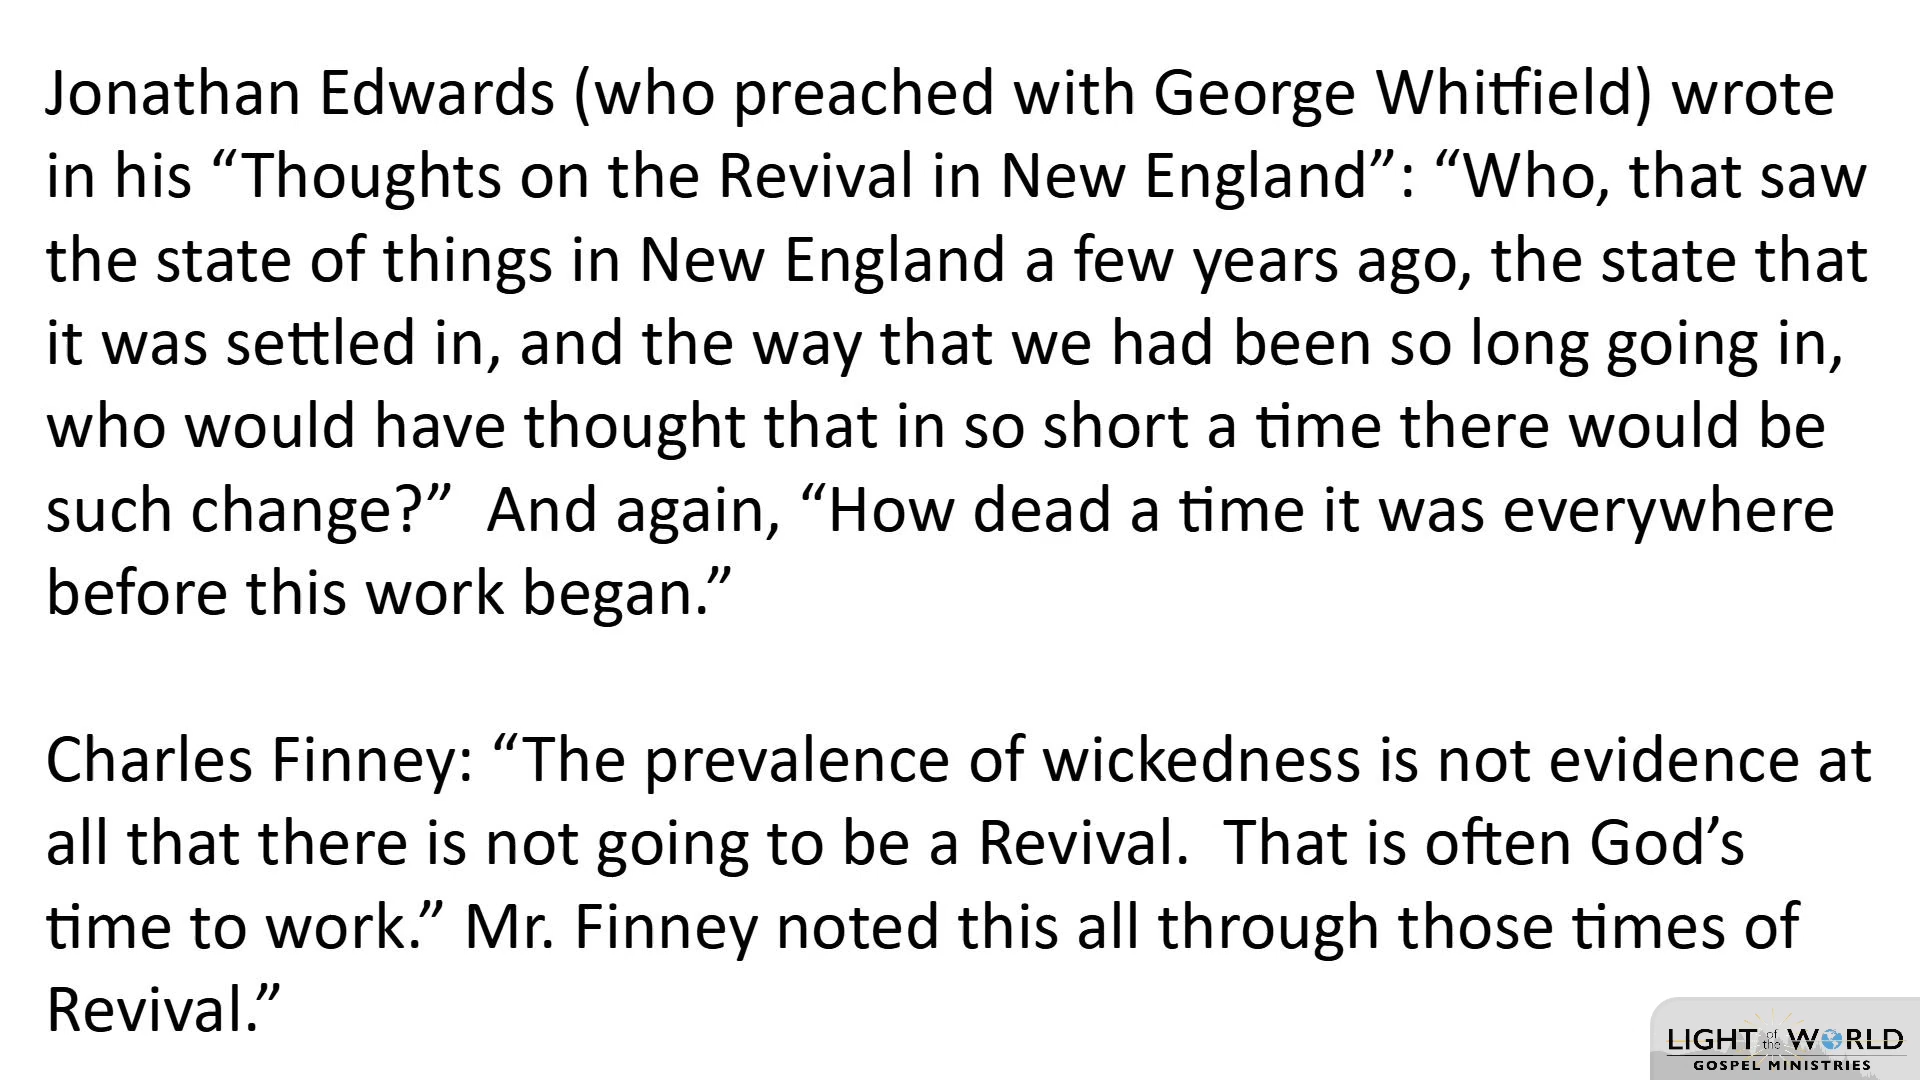 Jonathan Edwards (who preached with George Whitfield) wrote
in his “Thoughts on the Revival in New England”: “Who, that saw
the state of things in New England a few years ago, the state that
it was settled in, and the way that we had been so long going in,
who would have thought that in so short a time there would be
such change?”  And again, “How dead a time it was everywhere
before this work began.”
Charles Finney: “The prevalence of wickedness is not evidence at
all that there is not going to be a Revival.  That is often God’s
time to work.” Mr. Finney noted this all through those times of
Revival.”
LIGHT of the WORLD
GOSPEL MINISTRIES